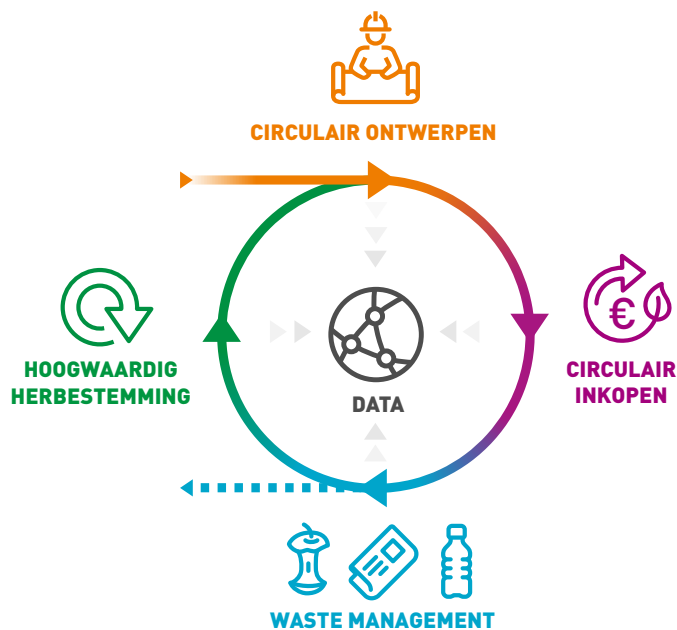 CIRCULAIR ONTWERPEN
€
HOOGWAARDIG
HERBESTEMMING
DATA
CIRCULAIR
INKOPEN
WASTE MANAGEMENT